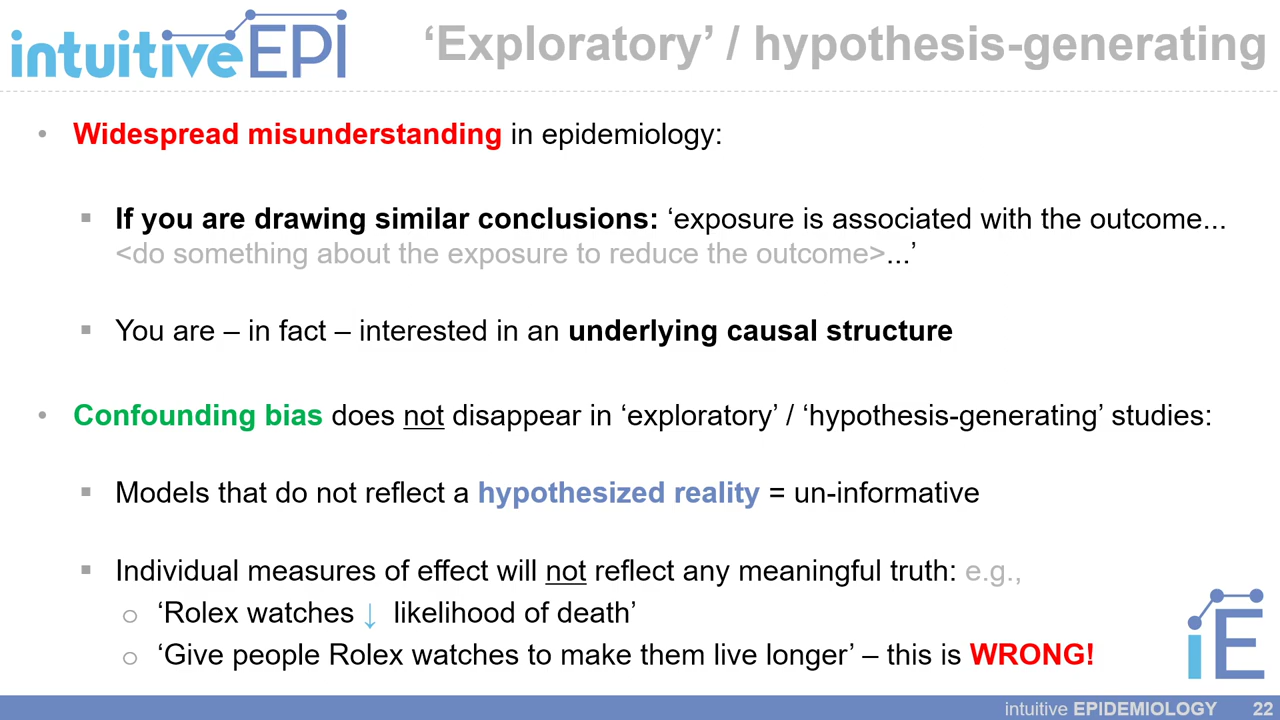 intuitiveEPI
‘Exploratory’ / hypothesis-generating
• Widespread misunderstanding in epidemiology:
▪ If you are drawing similar conclusions: ‘exposure is associated with the outcome...
<do something about the exposure to reduce the outcome>...’
▪ You are – in fact – interested in an underlying causal structure
• Confounding bias does not disappear in ‘exploratory’ / ‘hypothesis-generating’ studies:
▪ Models that do not reflect a hypothesized reality = un-informative
▪ Individual measures of effect will not reflect any meaningful truth: e.g.,
o ‘Rolex watches ↓ likelihood of death’
o ‘Give people Rolex watches to make them live longer’ – this is WRONG!
iE
intuitive EPIDEMIOLOGY 22